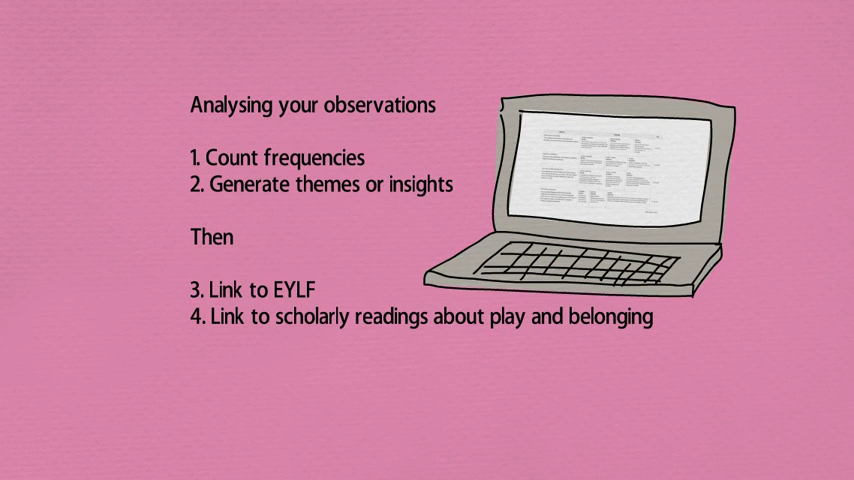 Analysing your observations
1. Count frequencies
2. Generate themes or insights
Then
3. Link to EYLF
4. Link to scholarly readings about play and belonging